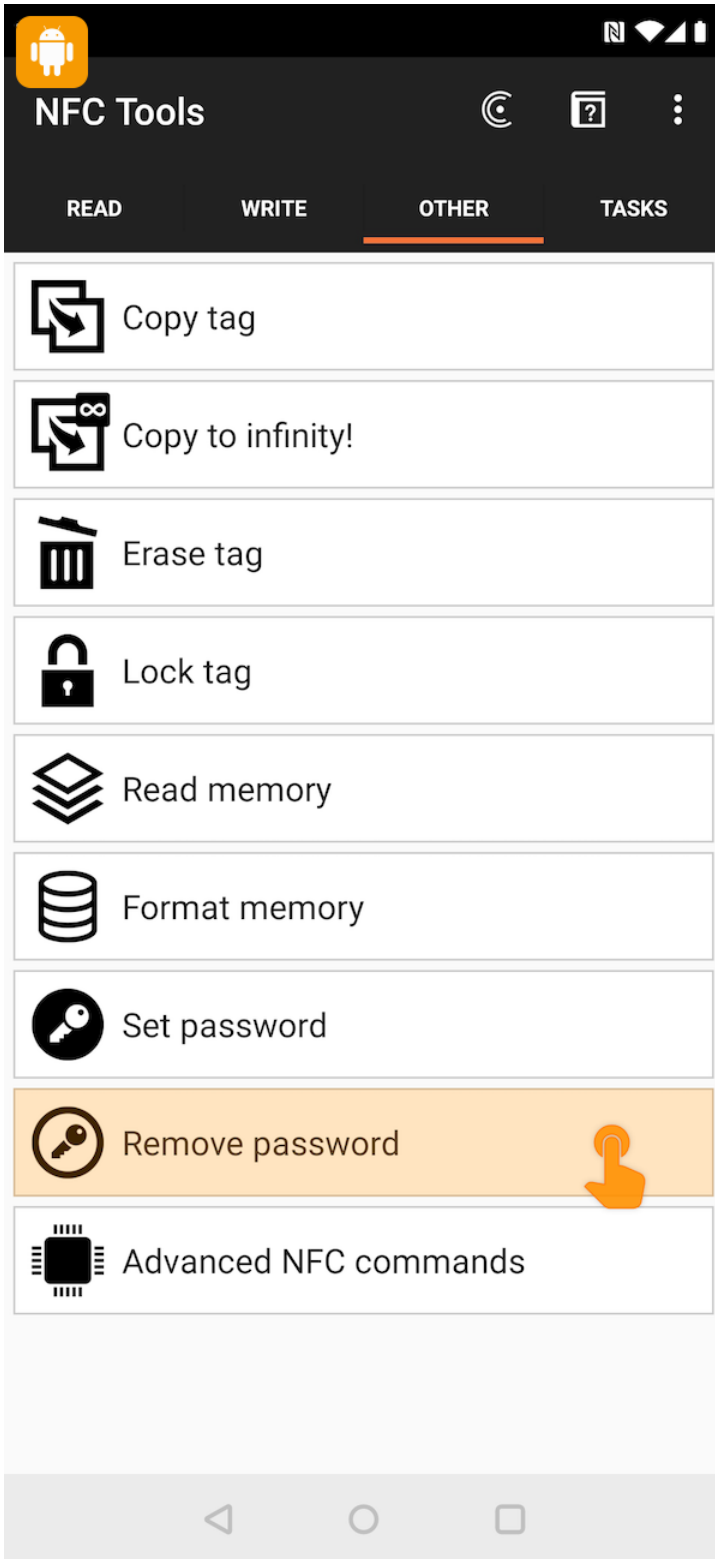 NFC Tools
READ WRITE OTHER TASKS
Copy tag
Copy to infinity!
Erase tag
Lock tag
Read memory
Format memory
Set password
Remove password
Advanced NFC commands